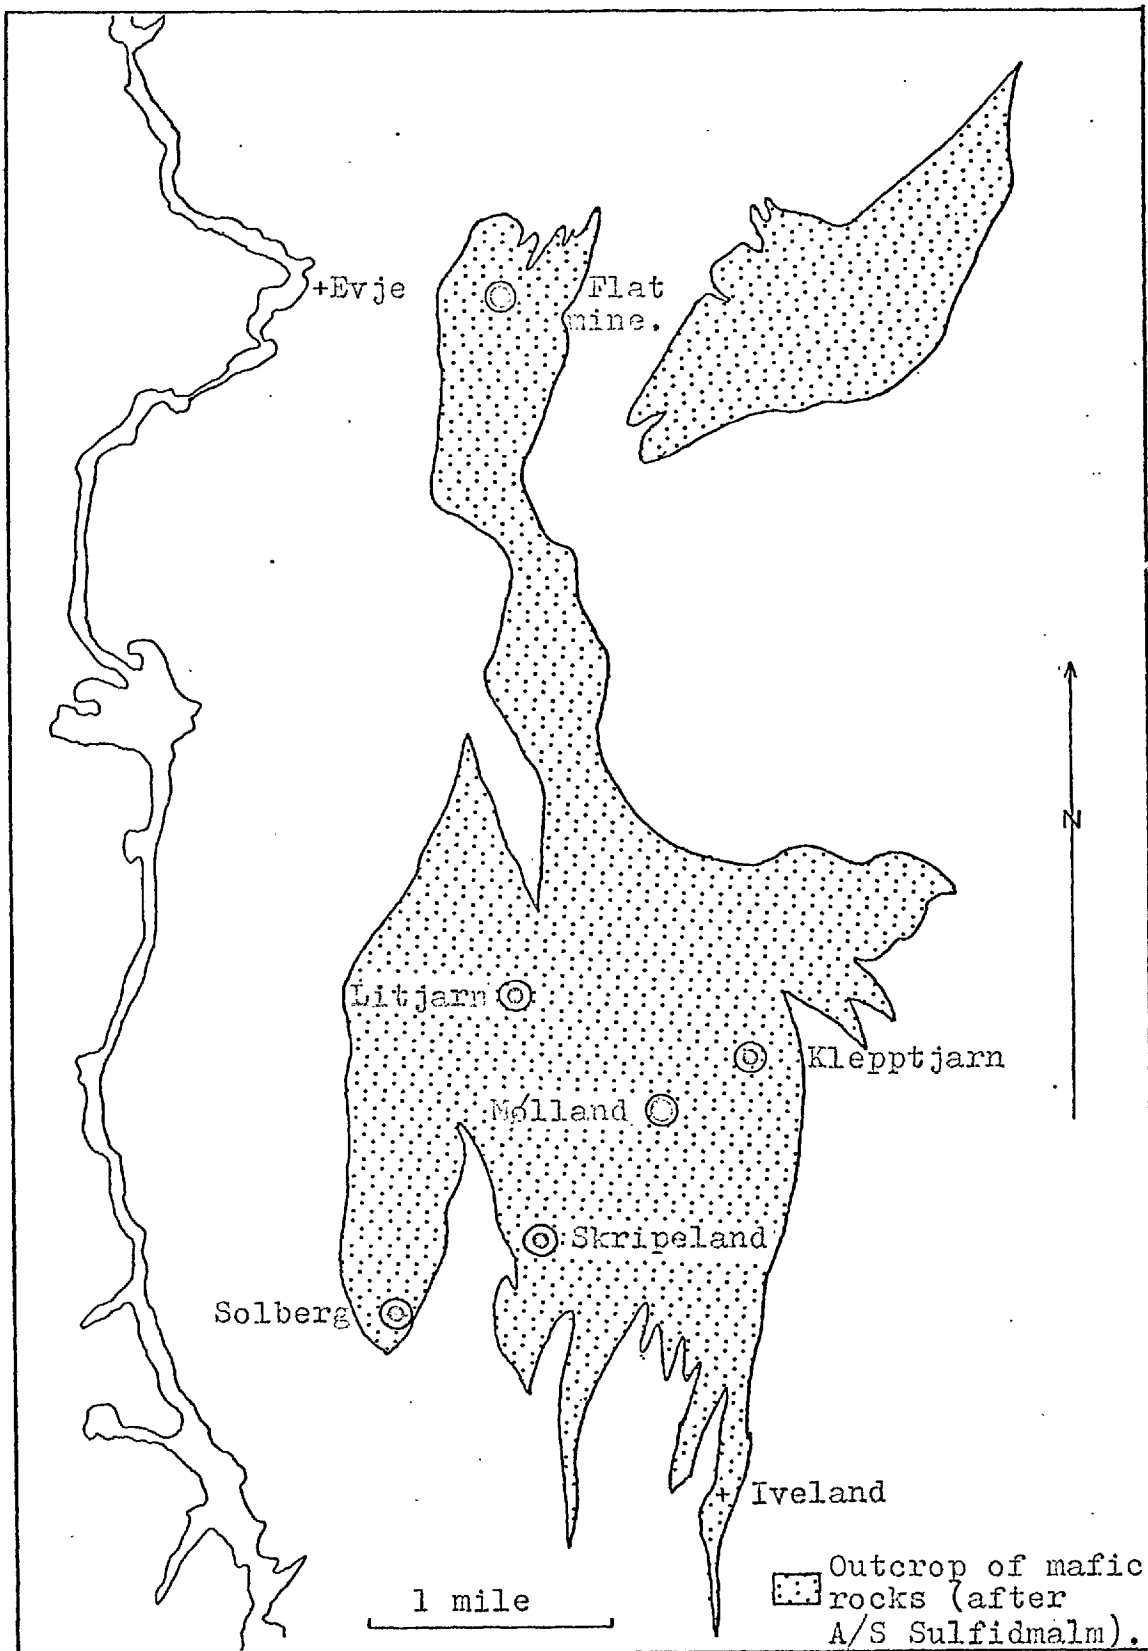 +Evje
Flat
mine.
Litjarn
Klepptjarn
Mølland
Skripeland
Solberg
+ Iveland
N
1 mile
Outcrop of mafic
rocks (after
A/S Sulfidmalm).